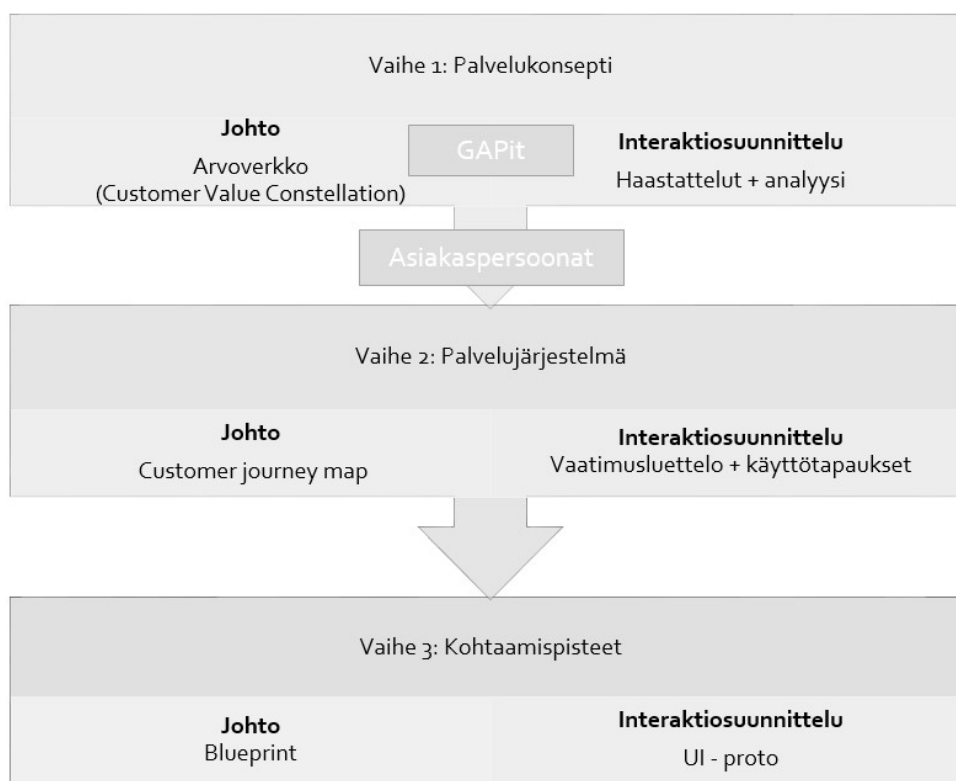 Vaihe 1: Palvelukonsepti
Johto
Arvoverkko
(Customer Value Constellation)
GAPit
Interaktiosuunnittelu
Haastattelut + analyysi
Asiakaspersoonat
Vaihe 2: Palvelujärjestelmä
Johto
Customer journey map
Interaktiosuunnittelu
Vaatimusluettelo + käyttötapaukset
Vaihe 3: Kohtaamispisteet
Johto
Blueprint
Interaktiosuunnittelu
UI - proto